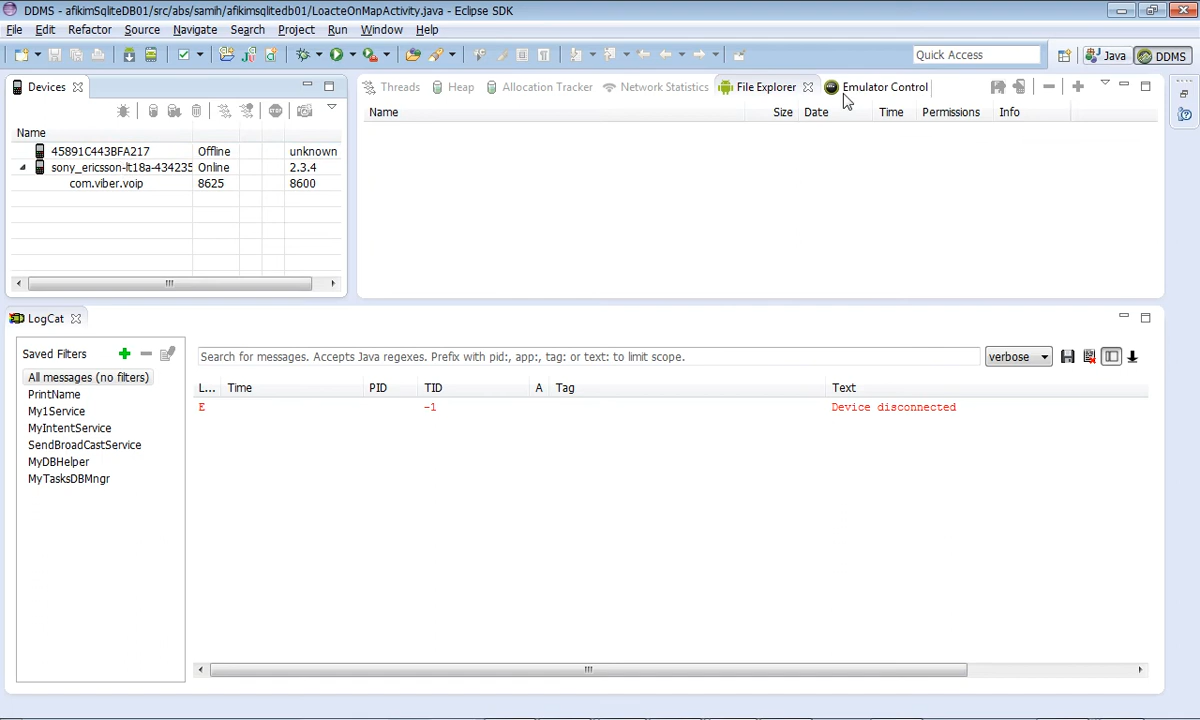 DDMS - afikimSqliteDB01/src/abs/samih/afikimsqlitedb01/LoacteOnMapActivity.java - Eclipse SDK
File Edit Refactor Source Navigate Search Project Run Window Help
Quick Access Java DDMS
Devices Threads Heap Allocation Tracker Network Statistics File Explorer Emulator Control
Name Size Date Time Permissions Info
Name
45891C443BFA217 Offline unknown
sony_ericsson-lt18a-434235 Online 2.3.4
com.viber.voip 8625 8600
LogCat
Saved Filters
Search for messages. Accepts Java regexes. Prefix with pid:, app:, tag: or text: to limit scope. verbose
All messages (no filters)
L... Time PID TID A Tag Text
PrintName
E -1 Device disconnected
My1Service
MyIntentService
SendBroadCastService
MyDBHelper
MyTasksDBMngr